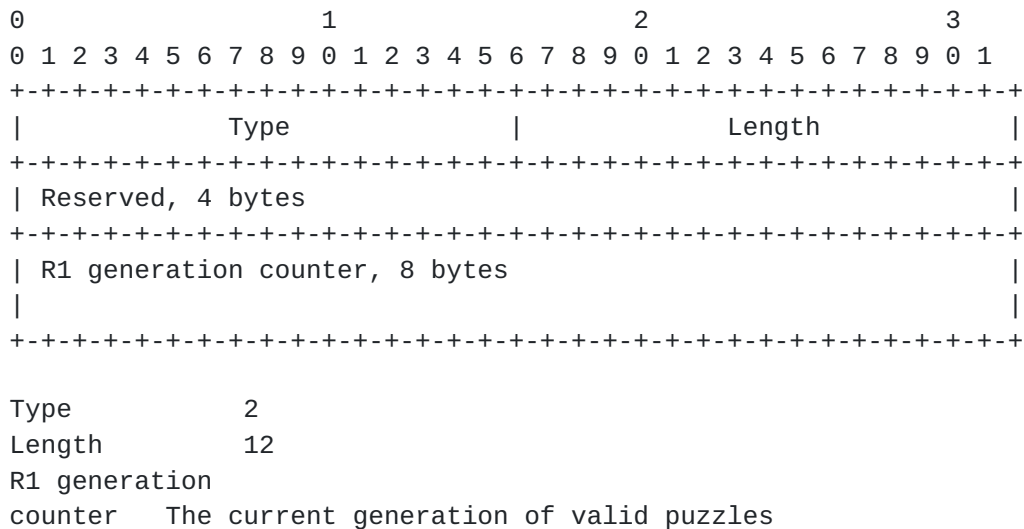 0                   1                   2                   3
0 1 2 3 4 5 6 7 8 9 0 1 2 3 4 5 6 7 8 9 0 1 2 3 4 5 6 7 8 9 0 1
+-+-+-+-+-+-+-+-+-+-+-+-+-+-+-+-+-+-+-+-+-+-+-+-+-+-+-+-+-+-+-+-+
|             Type              |             Length            |
+-+-+-+-+-+-+-+-+-+-+-+-+-+-+-+-+-+-+-+-+-+-+-+-+-+-+-+-+-+-+-+-+
| Reserved, 4 bytes                                             |
+-+-+-+-+-+-+-+-+-+-+-+-+-+-+-+-+-+-+-+-+-+-+-+-+-+-+-+-+-+-+-+-+
| R1 generation counter, 8 bytes                                |
|                                                               |
+-+-+-+-+-+-+-+-+-+-+-+-+-+-+-+-+-+-+-+-+-+-+-+-+-+-+-+-+-+-+-+-+
Type           2
Length         12
R1 generation
counter   The current generation of valid puzzles